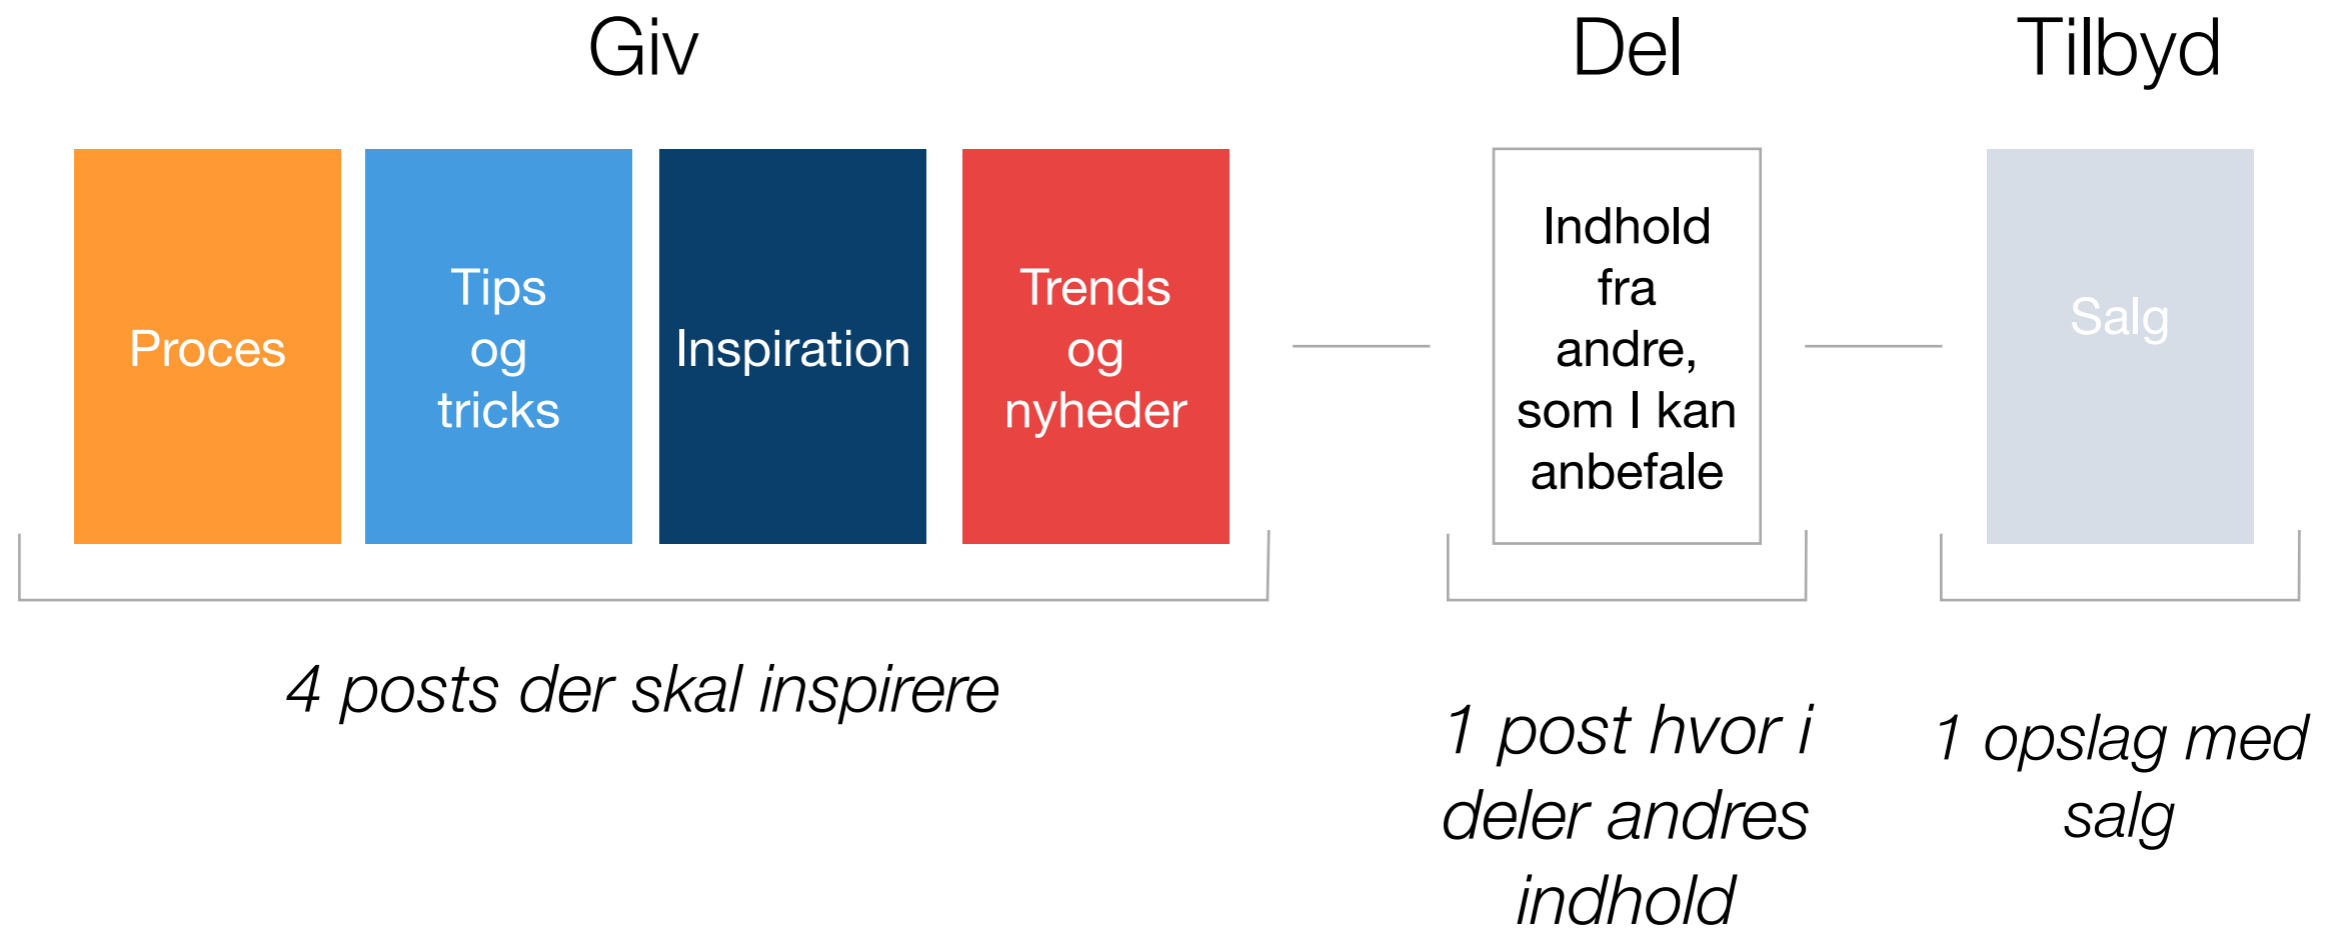 Giv
Del
Tilbyd
Proces
Tips
og
tricks
Inspiration
Trends
og
nyheder
Indhold
fra
andre,
som I kan
anbefale
Salg
4 posts der skal inspirere
1 post hvor i
deler andres
indhold
1 opslag med
salg